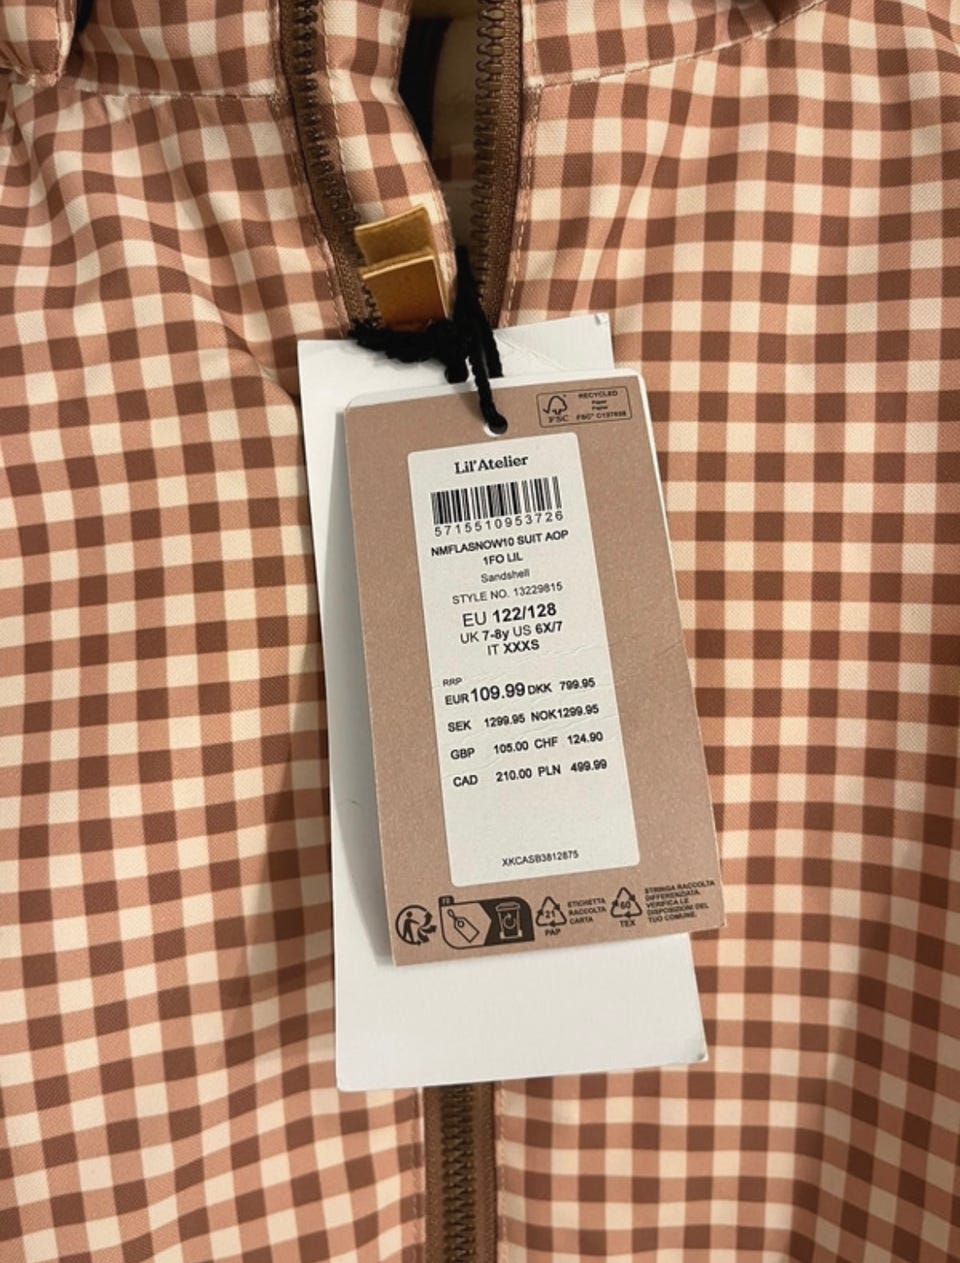 RECYCLED
Paper
Papier
FSC
FSC® C137658
Lil'Atelier
5715510953726
NMFLASNOW10 SUIT AOP
1FO LIL
Sandshell
STYLE NO. 13229815
EU 122/128
UK 7-8y US 6X/7
IT XXXS
RRP
EUR 109.99 DKK 799.95
SEK 1299.95 NOK 1299.95
GBP 105.00 CHF 124.90
CAD 210.00 PLN 499.99
XKCASB3812875
FR
21
PAP
ETICHETTA
RACCOLTA
CARTA
60
TEX
STRINGA RACCOLTA
DIFFERENZIATA.
VERIFICA LE
DISPOSIZIONI DEL
TUO COMUNE.